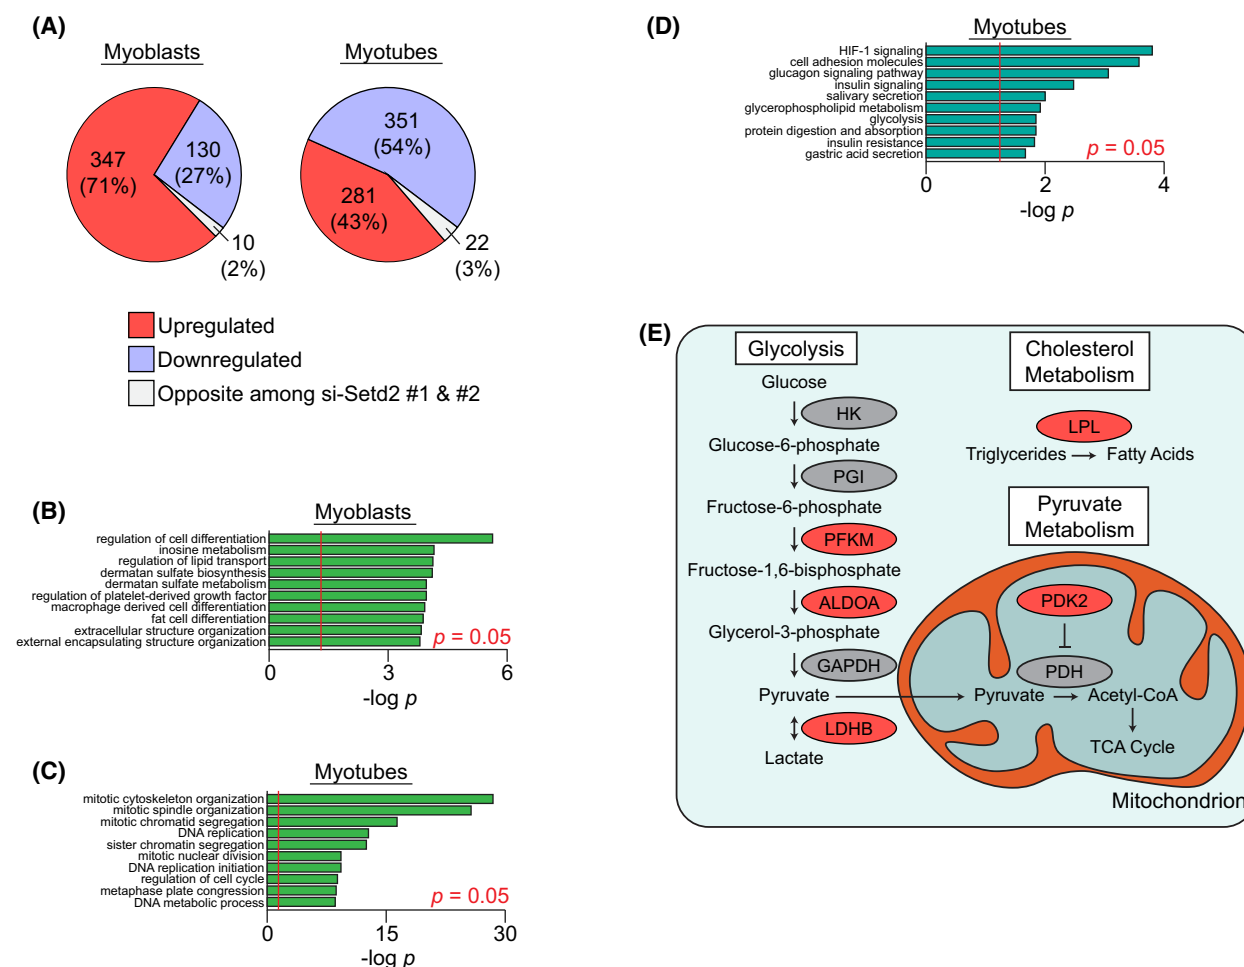 (A)
Myoblasts
Myotubes
347
(71%)
130
(27%)
10
(2%)
351
(54%)
281
(43%)
22
(3%)
Upregulated
Downregulated
Opposite among si-Setd2 #1 & #2
(B)
Myoblasts
regulation of cell differentiation
inosine metabolism
regulation of lipid transport
dermatan sulfate biosynthesis
dermatan sulfate metabolism
regulation of platelet-derived growth factor
macrophage derived cell differentiation
fat cell differentiation
extracellular structure organization
external encapsulating structure organization
p = 0.05
0 3 6
-log p
(C)
Myotubes
mitotic cytoskeleton organization
mitotic spindle organization
mitotic chromatid segregation
DNA replication
sister chromatin segregation
mitotic nuclear division
DNA replication initiation
regulation of cell cycle
metaphase plate congression
DNA metabolic process
p = 0.05
0 15 30
-log p
(D)
Myotubes
HIF-1 signaling
cell adhesion molecules
glucagon signaling pathway
insulin signaling
salivary secretion
glycerophospholipid metabolism
glycolysis
protein digestion and absorption
insulin resistance
gastric acid secretion
p = 0.05
0 2 4
-log p
(E)
Glycolysis
Glucose
HK
Glucose-6-phosphate
PGI
Fructose-6-phosphate
PFKM
Fructose-1,6-bisphosphate
ALDOA
Glycerol-3-phosphate
GAPDH
Pyruvate
LDHB
Lactate
Cholesterol
Metabolism
LPL
Triglycerides Fatty Acids
Pyruvate
Metabolism
PDK2
PDH
Pyruvate Acetyl-CoA
TCA Cycle
Mitochondrion